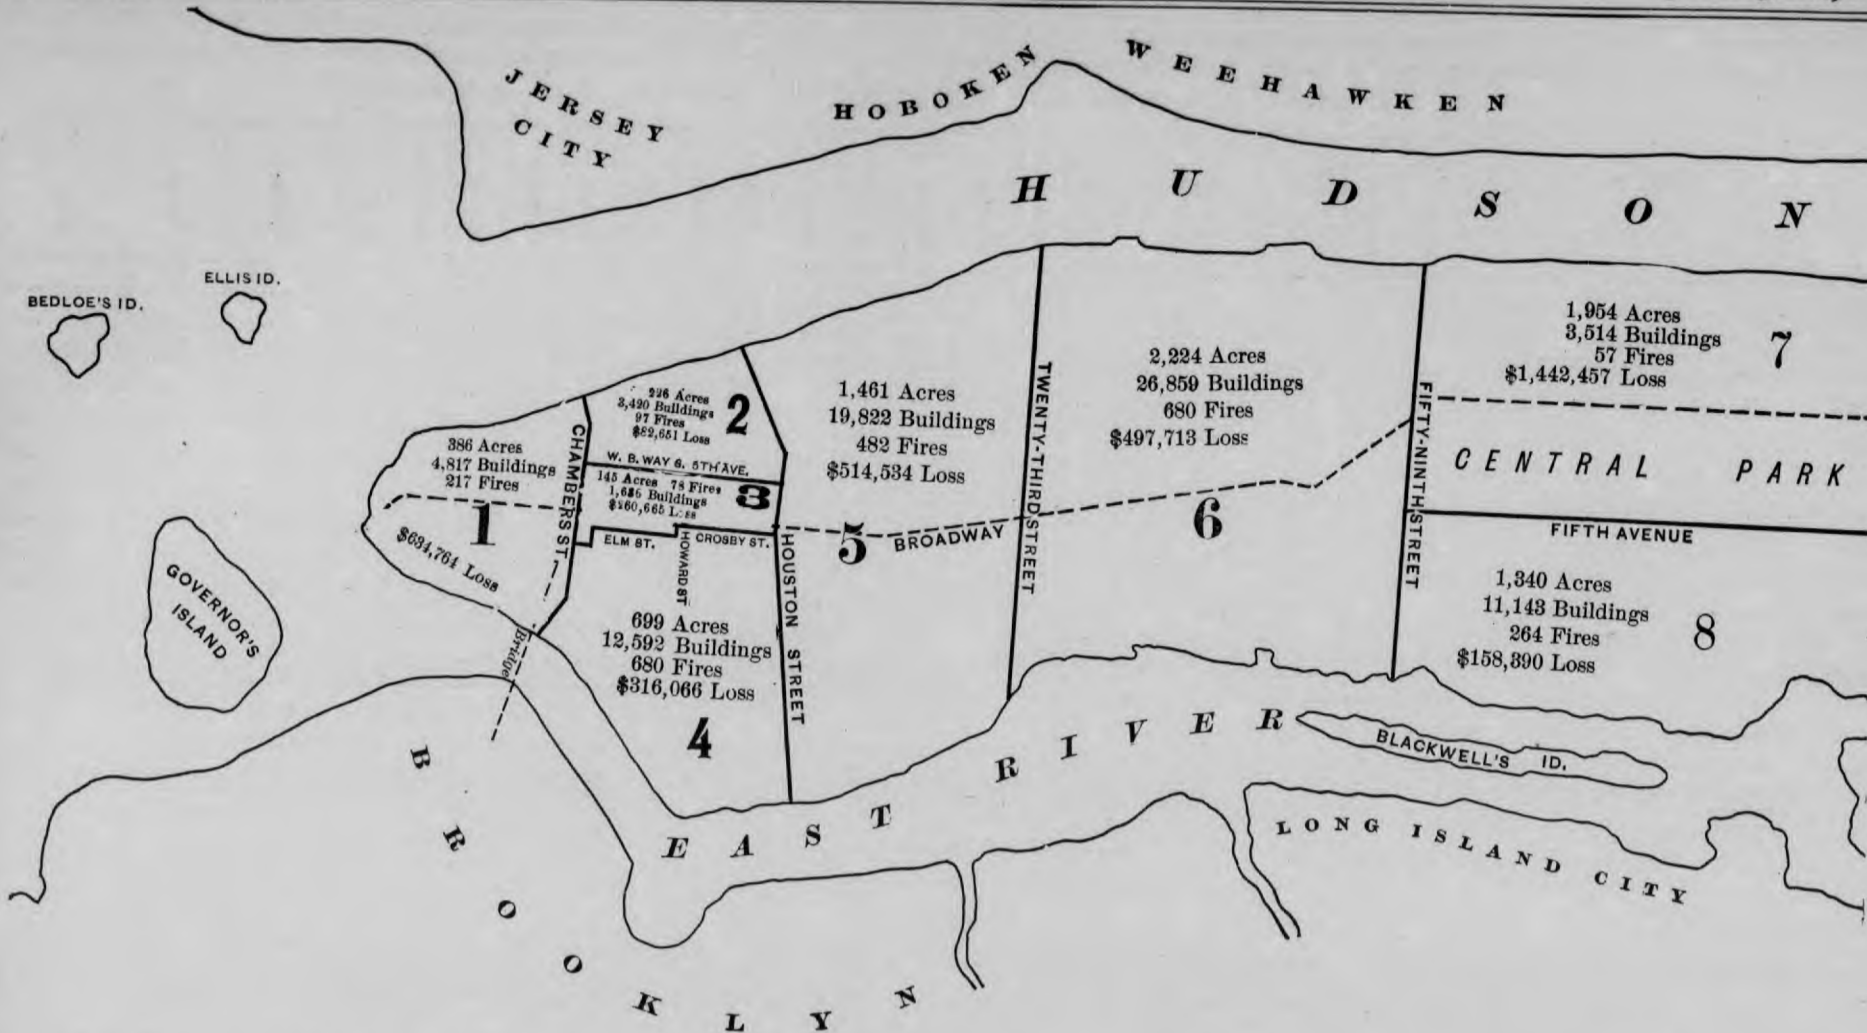 JERSEY
CITY
HOBOKEN
WEEHAWKEN
HUDSON
BEDLOE'S ID.
ELLIS ID.
GOVERNOR'S
ISLAND
386 Acres
4,817 Buildings
217 Fires
1
$634,764 Loss
CHAMBERS ST.
Bridge
Acres
3,420 Buildings
97 Fires
$82,651 Loss
2
W. B. WAY & 5TH AVE.
145 Acres 78 Fires
Buildings
Loss
3
ELM ST.
HOWARD ST
CROSBY ST.
699 Acres
12,592 Buildings
680 Fires
$316,066 Loss
4
HOUSTON STREET
1,461 Acres
19,822 Buildings
482 Fires
$514,534 Loss
5
BROADWAY
TWENTY-THIRD STREET
2,224 Acres
26,859 Buildings
680 Fires
$497,713 Loss
6
FIFTY-NINTH STREET
1,954 Acres
3,514 Buildings
57 Fires
$1,442,457 Loss
7
CENTRAL PARK
FIFTH AVENUE
1,340 Acres
11,143 Buildings
264 Fires
$158,390 Loss
8
EAST RIVER
BLACKWELL'S ID.
LONG ISLAND CITY
BROOKLYN